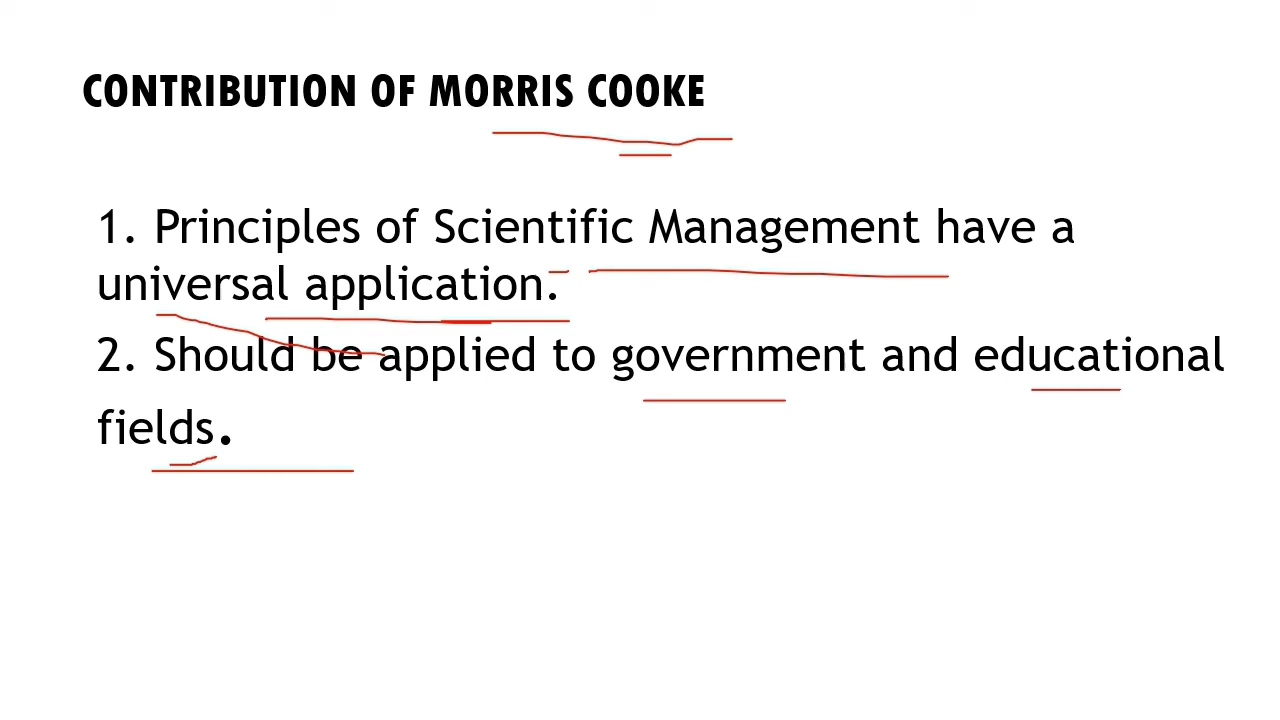 CONTRIBUTION OF MORRIS COOKE
1. Principles of Scientific Management have a
universal application.
2. Should be applied to government and educational
fields.